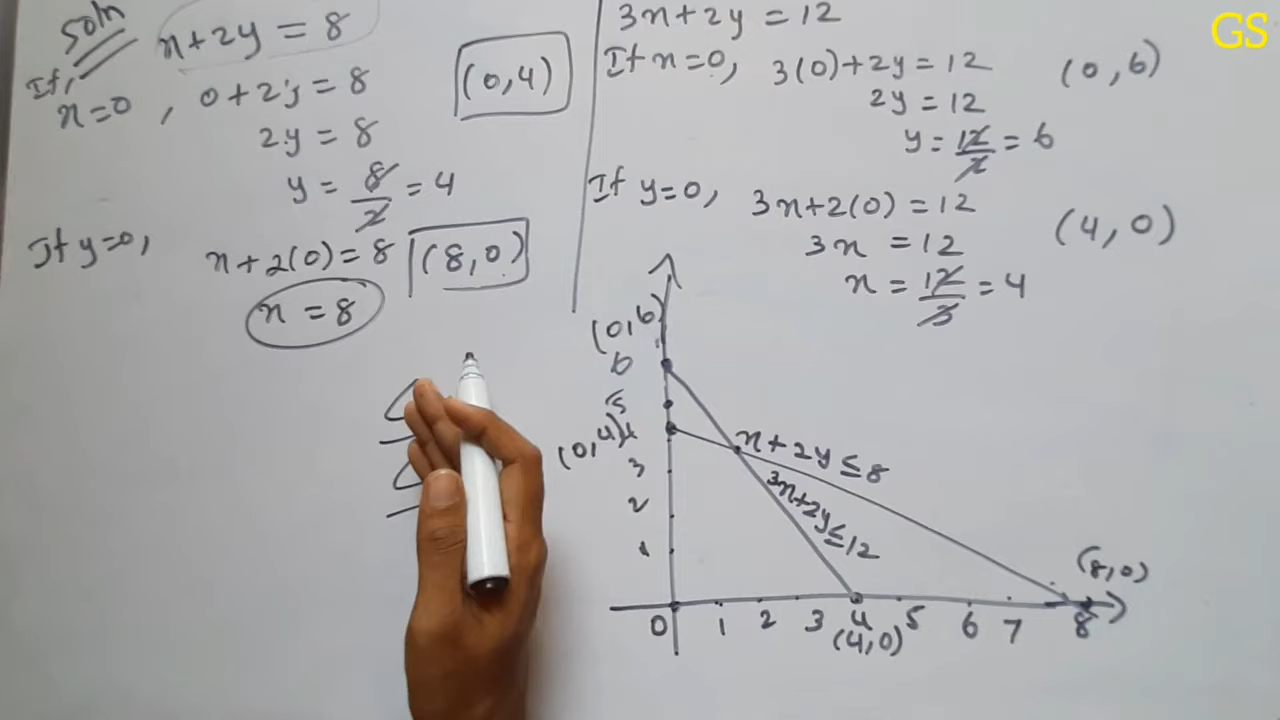 Soln
x+2y = 8
If,
x=0 , 0+2y = 8
(0,4)
2y = 8
y = 8/2 = 4
If y=0,
x+2(0)=8
(8,0)
x = 8
3x+2y = 12
If x=0, 3(0)+2y = 12
(0,6)
2y = 12
y = 12/2 = 6
If y=0, 3x+2(0) = 12
(4,0)
3x = 12
x = 12/3 = 4
(0,6)
6
5
(0,4) 4
3
2
1
x+2y ≤ 8
3x+2y ≤ 12
(8,0)
0 1 2 3 4 5 6 7 8
(4,0)
GS